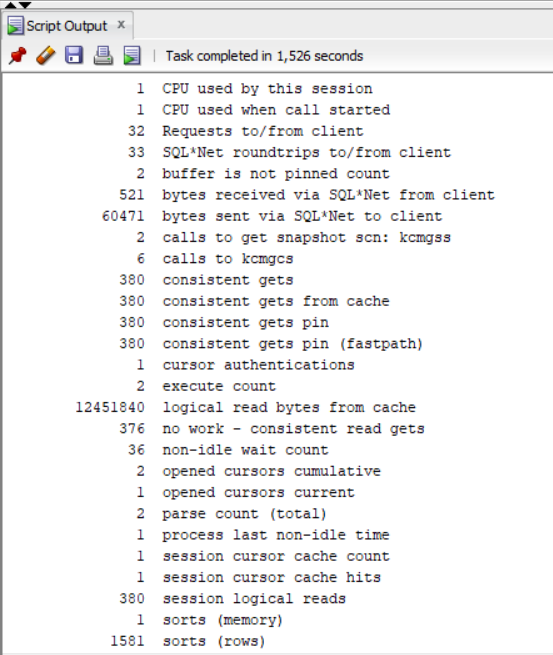 Script Output x
Task completed in 1,526 seconds
1 CPU used by this session
1 CPU used when call started
32 Requests to/from client
33 SQL*Net roundtrips to/from client
2 buffer is not pinned count
521 bytes received via SQL*Net from client
60471 bytes sent via SQL*Net to client
2 calls to get snapshot scn: kcmgss
6 calls to kcmgcs
380 consistent gets
380 consistent gets from cache
380 consistent gets pin
380 consistent gets pin (fastpath)
1 cursor authentications
2 execute count
12451840 logical read bytes from cache
376 no work - consistent read gets
36 non-idle wait count
2 opened cursors cumulative
1 opened cursors current
2 parse count (total)
1 process last non-idle time
1 session cursor cache count
1 session cursor cache hits
380 session logical reads
1 sorts (memory)
1581 sorts (rows)